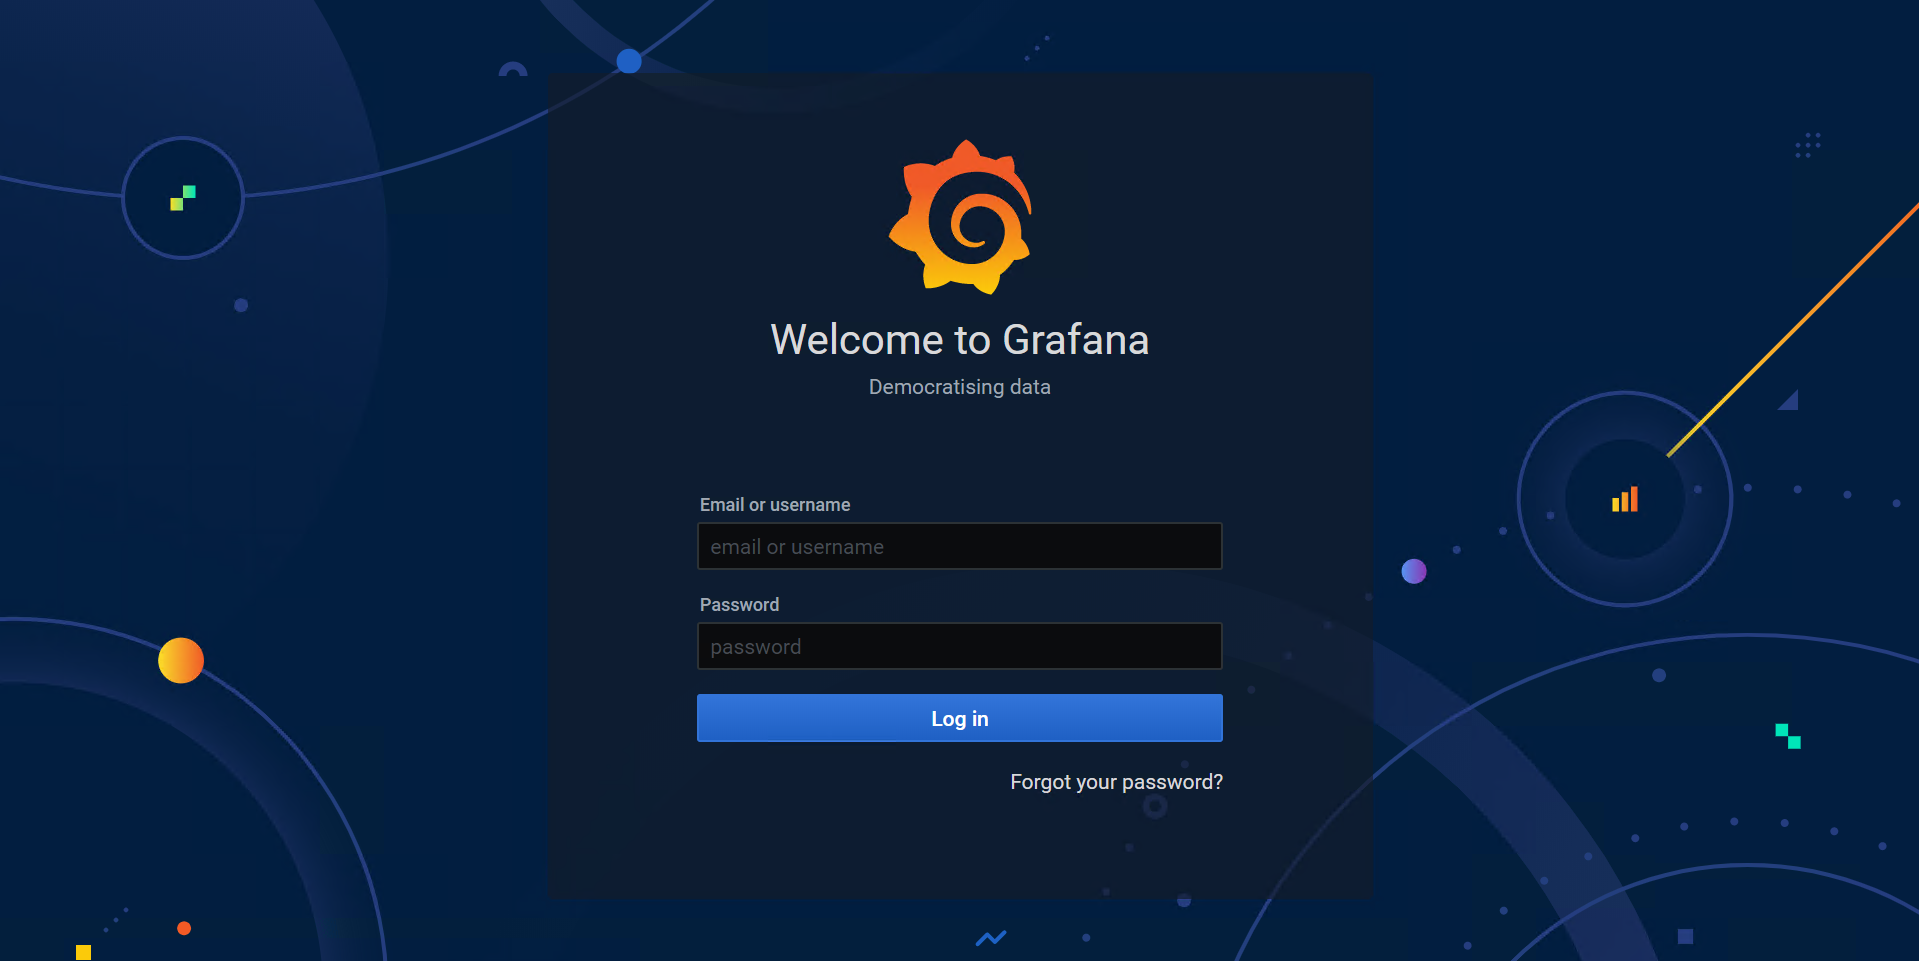 Welcome to Grafana
Democratising data
Email or username
email or username
Password
password
Log in
Forgot your password?